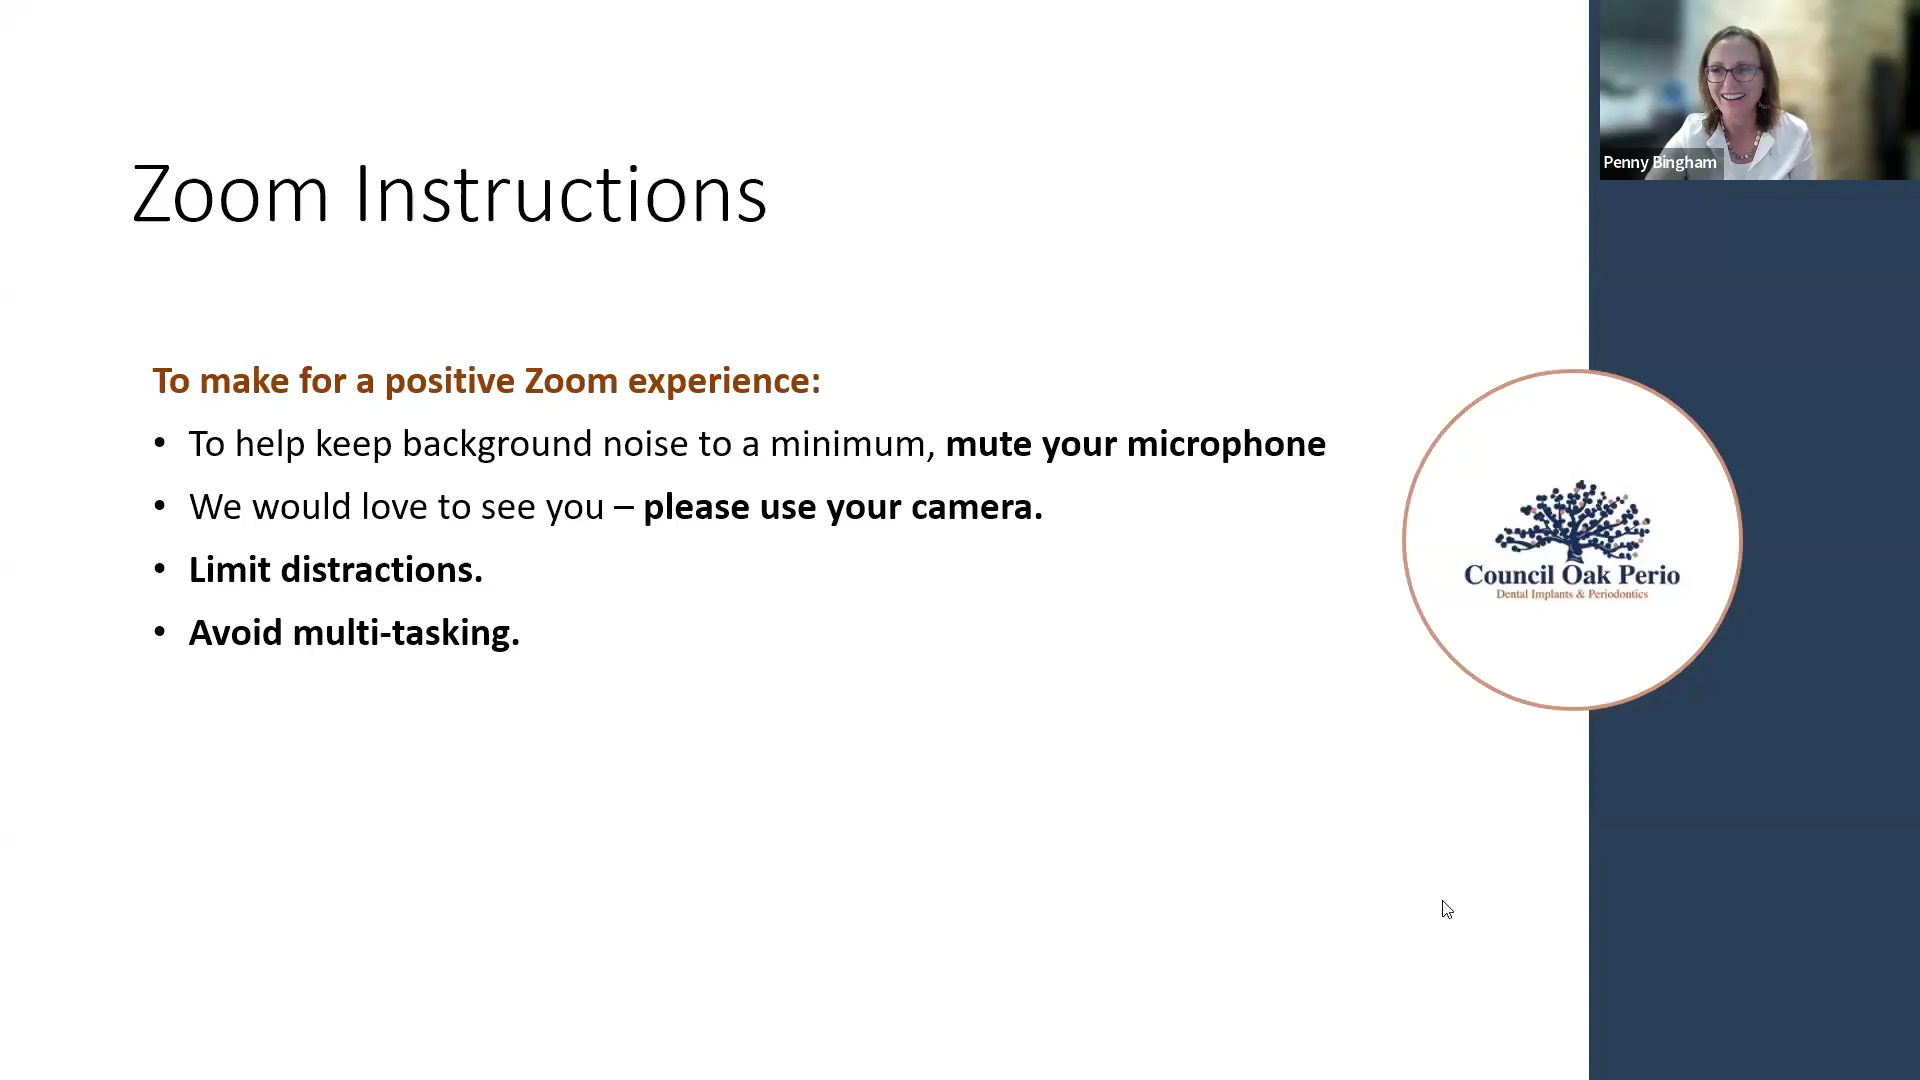 Zoom Instructions
To make for a positive Zoom experience:
• To help keep background noise to a minimum, mute your microphone
• We would love to see you – please use your camera.
• Limit distractions.
• Avoid multi-tasking.
Penny Bingham
Council Oak Perio
Dental Implants & Periodontics